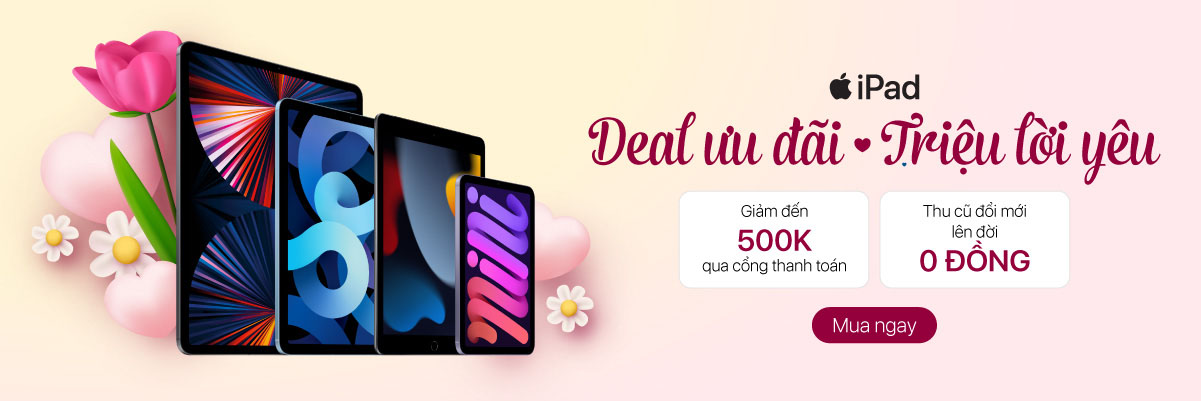 iPad
Deal ưu đãi Triệu lời yêu
Giảm đến
500K
qua cổng thanh toán
Thu cũ đổi mới
lên đời
0 ĐỒNG
Mua ngay
mini